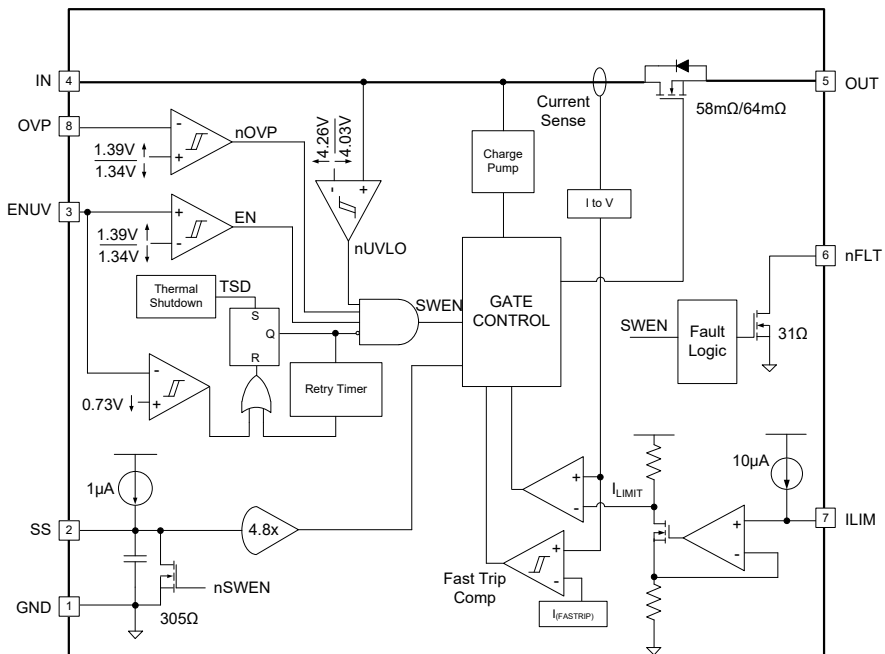 IN 4
5 OUT
OVP 8
nOVP
1.39V
1.34V
-
+
4.26V
4.03V
-
+
nUVLO
Current
Sense
58mΩ/64mΩ
Charge
Pump
I to V
ENUV 3
EN
+
-
1.39V
1.34V
Thermal
Shutdown
TSD
S
Q
R
SWEN
GATE
CONTROL
6 nFLT
SWEN
Fault
Logic
31Ω
Retry Timer
0.73V
-
+
1µA
10µA
SS 2
4.8x
+
-
ILIMIT
+
-
7 ILIM
Fast Trip
Comp
+
-
I(FASTRIP)
nSWEN
GND 1
305Ω